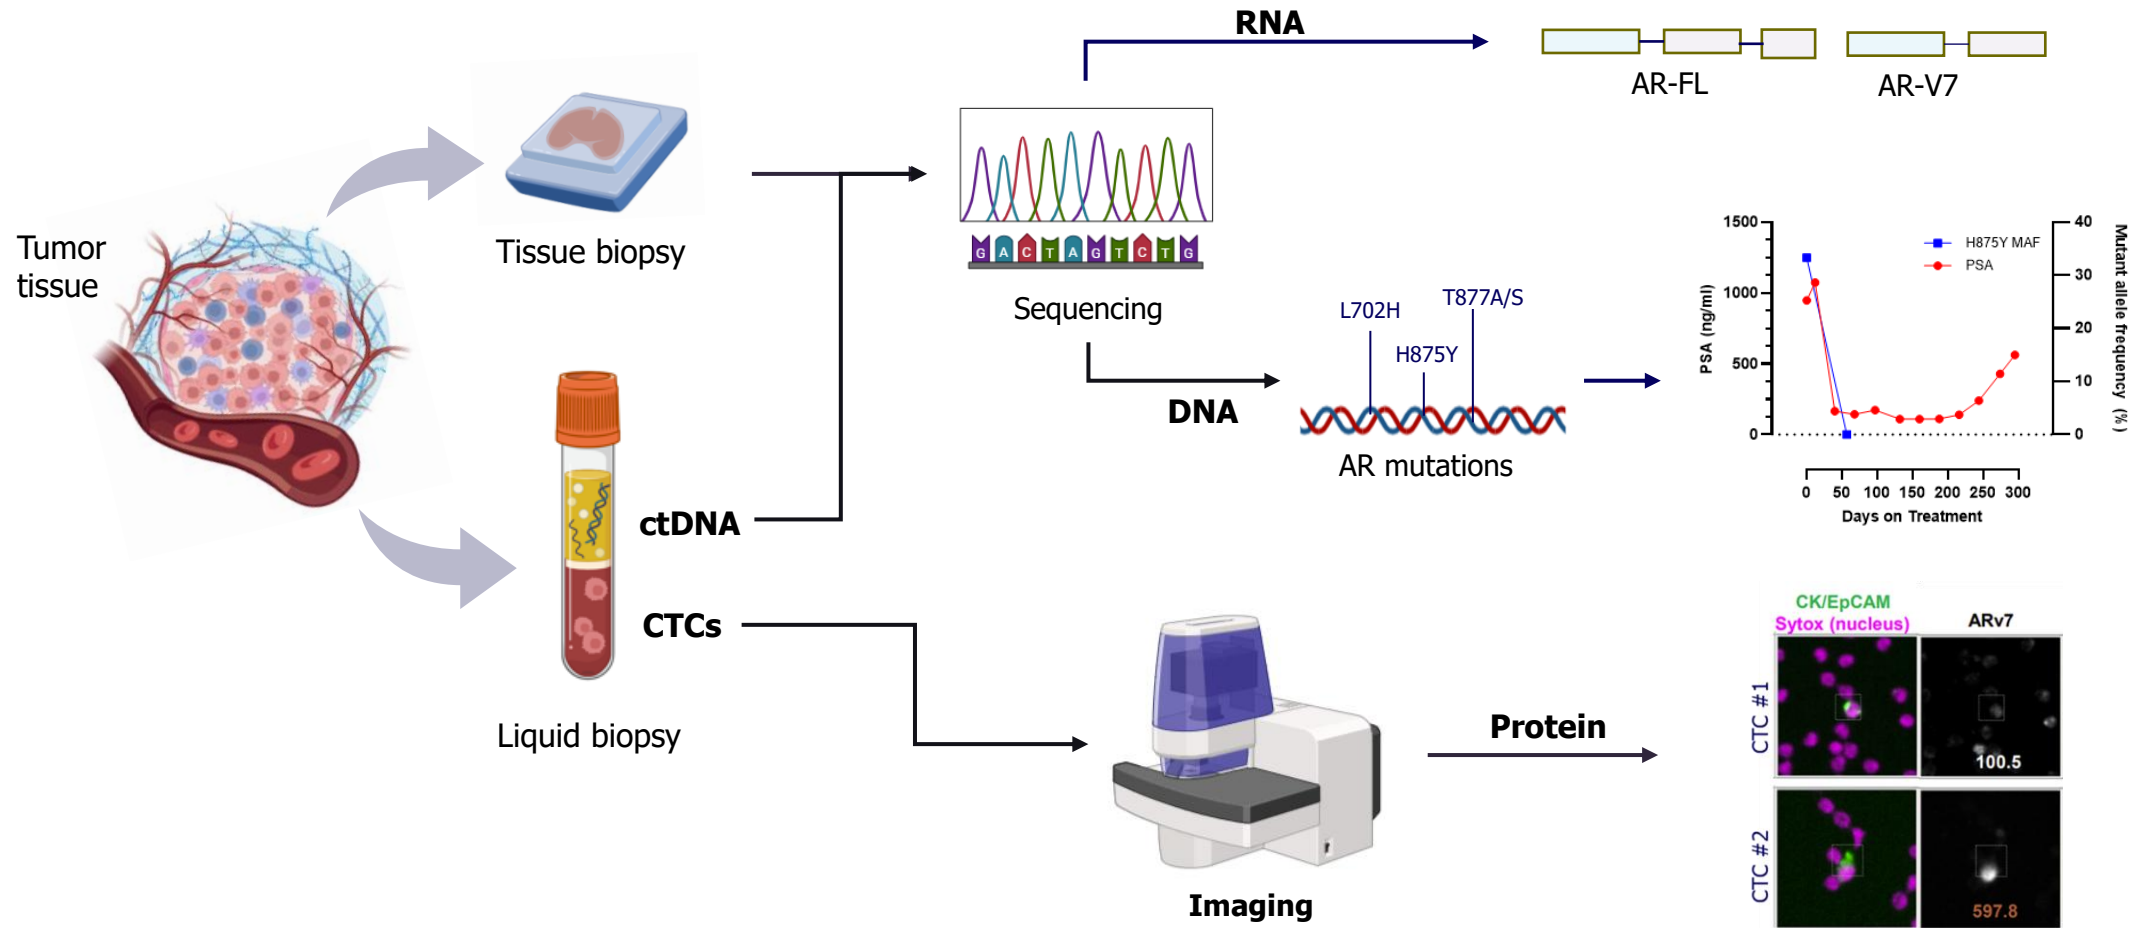 Tumor
tissue
Tissue biopsy
Liquid biopsy
ctDNA
CTCs
G A C T A G T C T G
Sequencing
RNA
AR-FL
AR-V7
DNA
L702H
H875Y
T877A/S
AR mutations
1500
1000
500
0
PSA (ng/ml)
H875Y MAF
PSA
40
30
20
10
0
Mutant allele frequency (%)
0 50 100 150 200 250 300
Days on Treatment
Imaging
Protein
CK/EpCAM
Sytox (nucleus)
ARv7
CTC #1
100.5
CTC #2
597.8